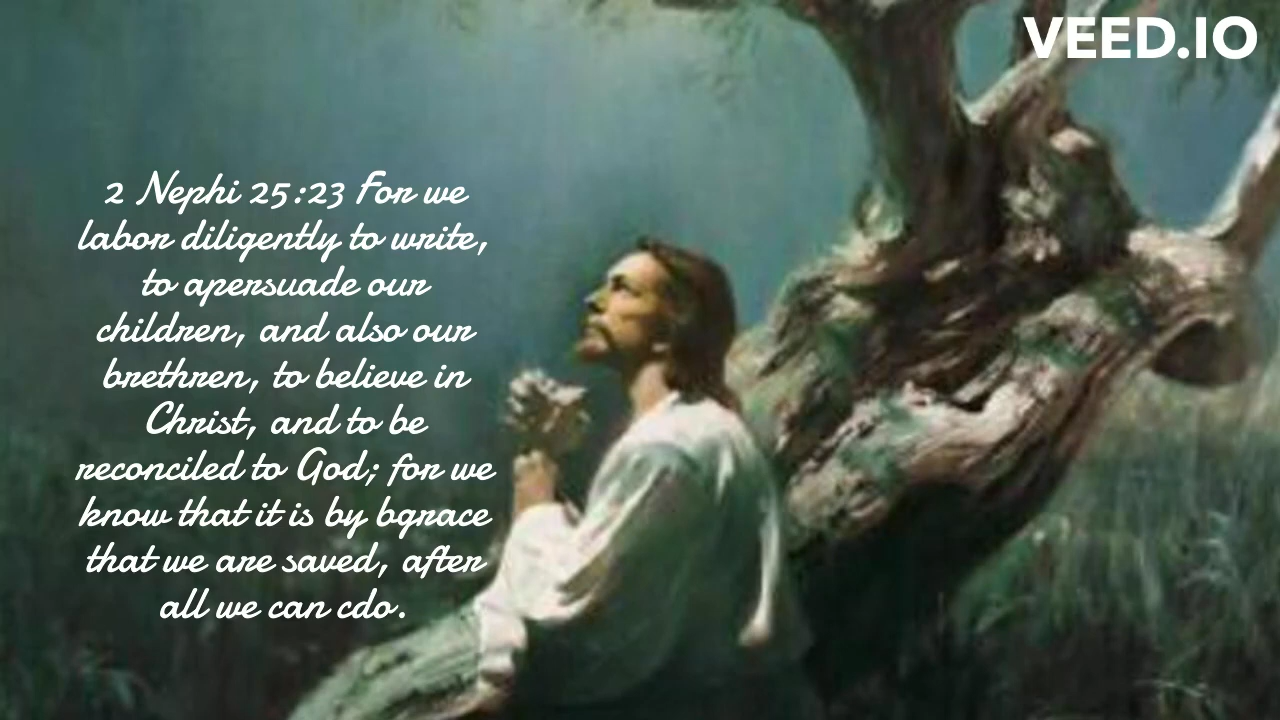 VEED.IO
2 Nephi 25:23 For we
labor diligently to write,
to apersuade our
children, and also our
brethren, to believe in
Christ, and to be
reconciled to God; for we
know that it is by bgrace
that we are saved, after
all we can cdo.